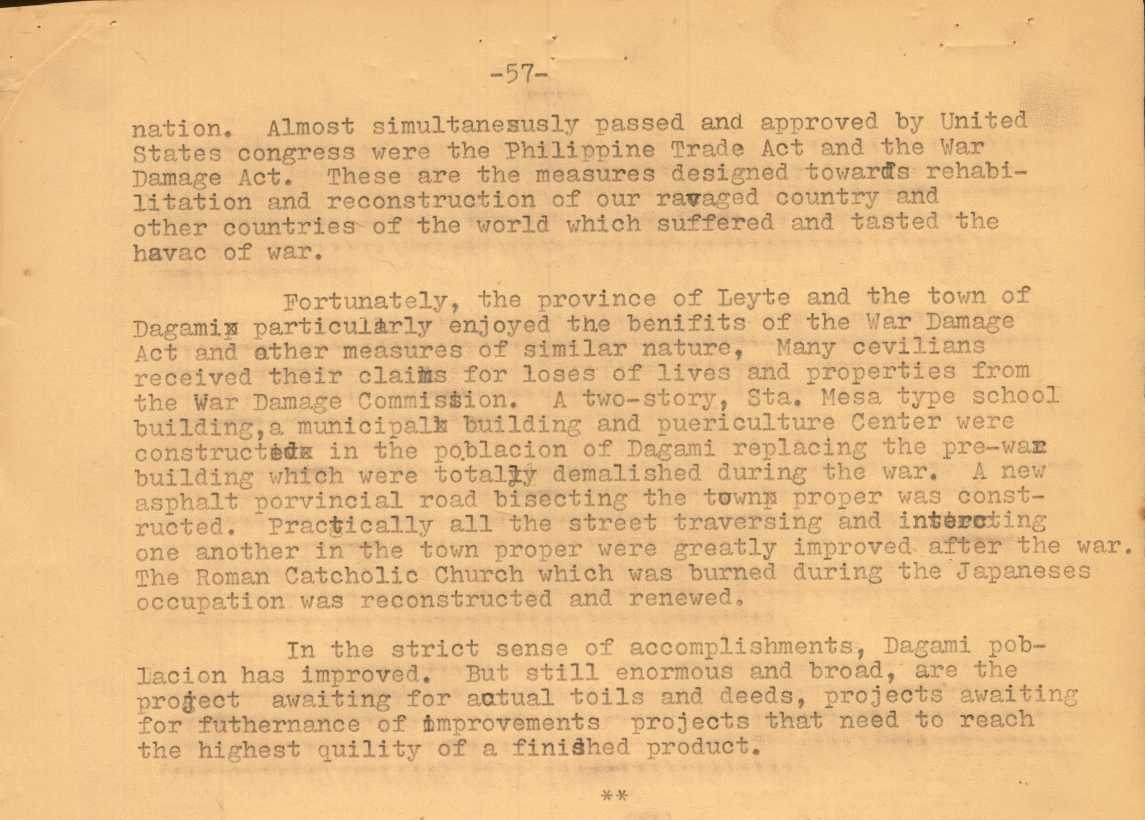 -57-
nation. Almost simultanesusly passed and approved by United
States congress were the Philippine Trade Act and the War
Damage Act. These are the measures designed towards rehabi-
litation and reconstruction of our ravaged country and
other countries of the world which suffered and tasted the
havac of war.
Fortunately, the province of Leyte and the town of
Dagami particularly enjoyed the benifits of the War Damage
Act and other measures of similar nature, Many cevilians
received their claims for loses of lives and properties from
the War Damage Commission. A two-story, Sta. Mesa type school
building,a municipal building and puericulture Center were
constructed in the poblacion of Dagami replacing the pre-war
building which were totally demalished during the war. A new
asphalt porvincial road bisecting the town proper was const-
ructed. Practically all the street traversing and intercting
one another in the town proper were greatly improved after the war.
The Roman Catcholic Church which was burned during the Japaneses
occupation was reconstructed and renewed.
In the strict sense of accomplishments, Dagami pob-
lacion has improved. But still enormous and broad, are the
project awaiting for actual toils and deeds, projects awaiting
for futhernance of improvements projects that need to reach
the highest quility of a finished product.
**